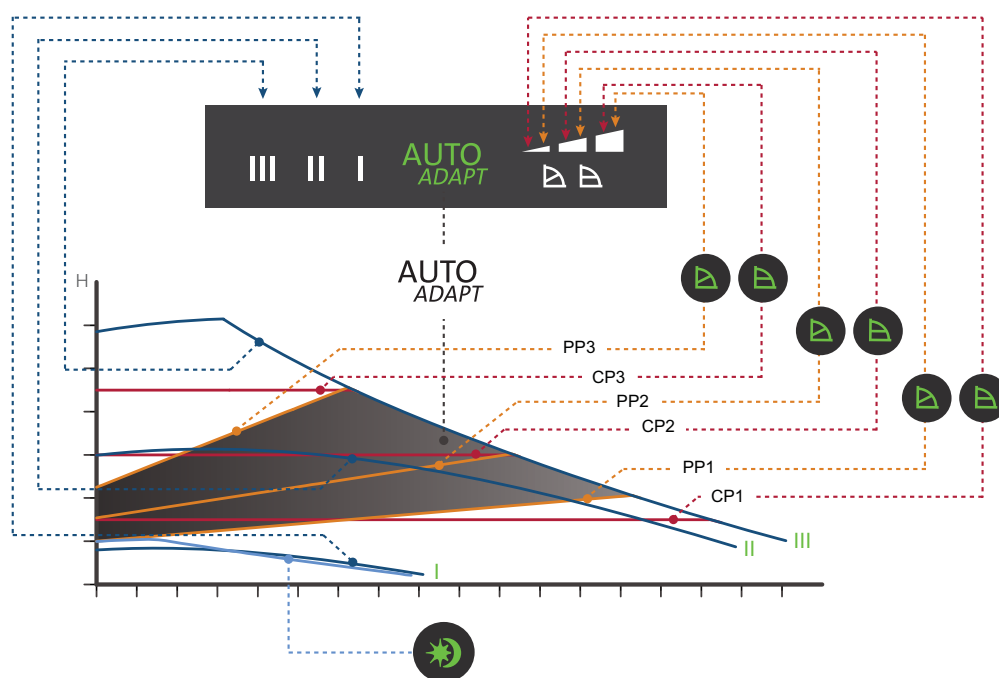 III II I AUTO
ADAPT
AUTO
ADAPT
H
PP3
CP3
PP2
CP2
PP1
CP1
III
II
I